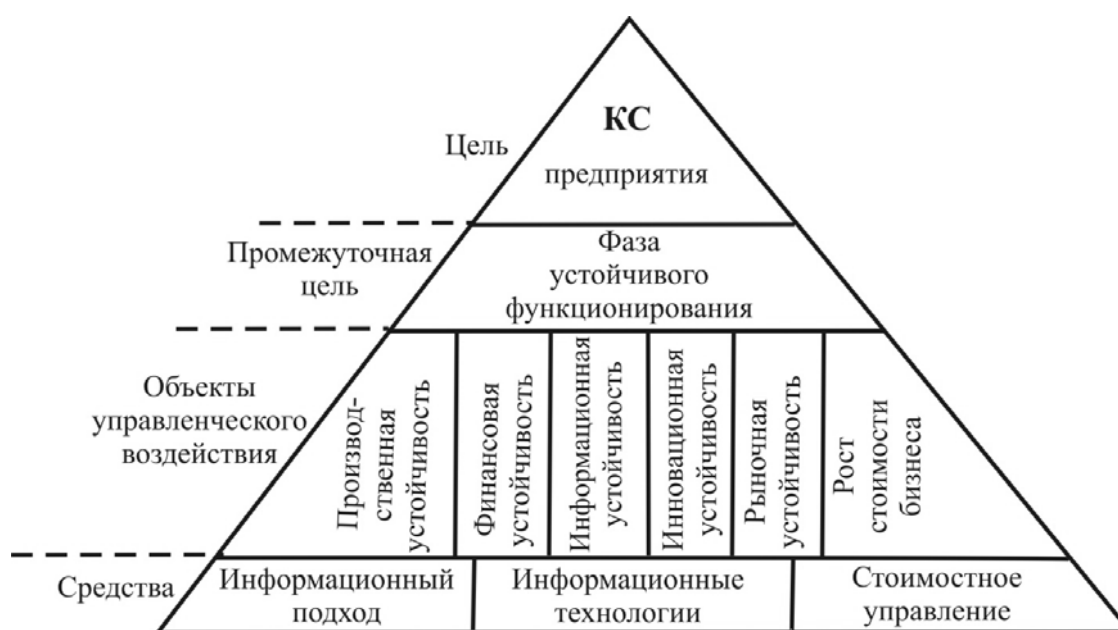 КС
предприятия
Цель
Фаза
устойчивого
функционирования
Промежуточная
цель
Объекты
управленческого
воздействия
Производ-
ственная
устойчивость
Финансовая
устойчивость
Информационная
устойчивость
Инновационная
устойчивость
Рыночная
устойчивость
Рост
стоимости
бизнеса
Средства
Информационный
подход
Информационные
технологии
Стоимостное
управление